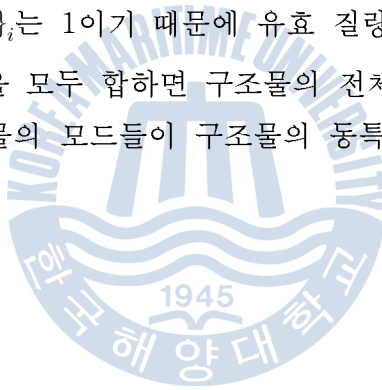 는 1이기 때문에 유효 질량
을 모두 합하면 구조물의 전체
물의 모드들이 구조물의 동특
KOREA MARITIME UNIVERSITY
1945
한국해양대학교